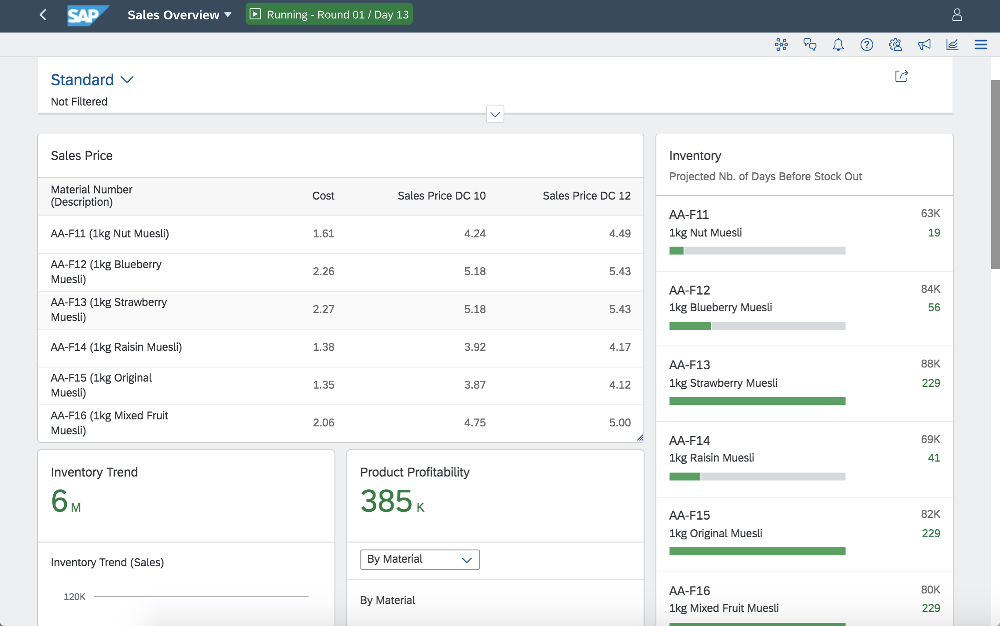 SAP
Sales Overview
Running - Round 01 / Day 13
Standard
Not Filtered
Sales Price
Material Number
(Description)
Cost
Sales Price DC 10
Sales Price DC 12
AA-F11 (1kg Nut Muesli)
1.61
4.24
4.49
AA-F12 (1kg Blueberry
Muesli)
2.26
5.18
5.43
AA-F13 (1kg Strawberry
Muesli)
2.27
5.18
5.43
AA-F14 (1kg Raisin Muesli)
1.38
3.92
4.17
AA-F15 (1kg Original
Muesli)
1.35
3.87
4.12
AA-F16 (1kg Mixed Fruit
Muesli)
2.06
4.75
5.00
Inventory Trend
6 M
Inventory Trend (Sales)
120K
Product Profitability
385 K
By Material
By Material
Inventory
Projected Nb. of Days Before Stock Out
AA-F11
63K
1kg Nut Muesli
19
AA-F12
84K
1kg Blueberry Muesli
56
AA-F13
88K
1kg Strawberry Muesli
229
AA-F14
69K
1kg Raisin Muesli
41
AA-F15
82K
1kg Original Muesli
229
AA-F16
80K
1kg Mixed Fruit Muesli
229